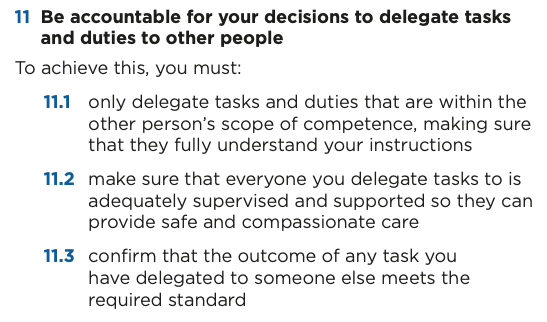 11 Be accountable for your decisions to delegate tasks
and duties to other people
To achieve this, you must:
11.1 only delegate tasks and duties that are within the
other person’s scope of competence, making sure
that they fully understand your instructions
11.2 make sure that everyone you delegate tasks to is
adequately supervised and supported so they can
provide safe and compassionate care
11.3 confirm that the outcome of any task you
have delegated to someone else meets the
required standard